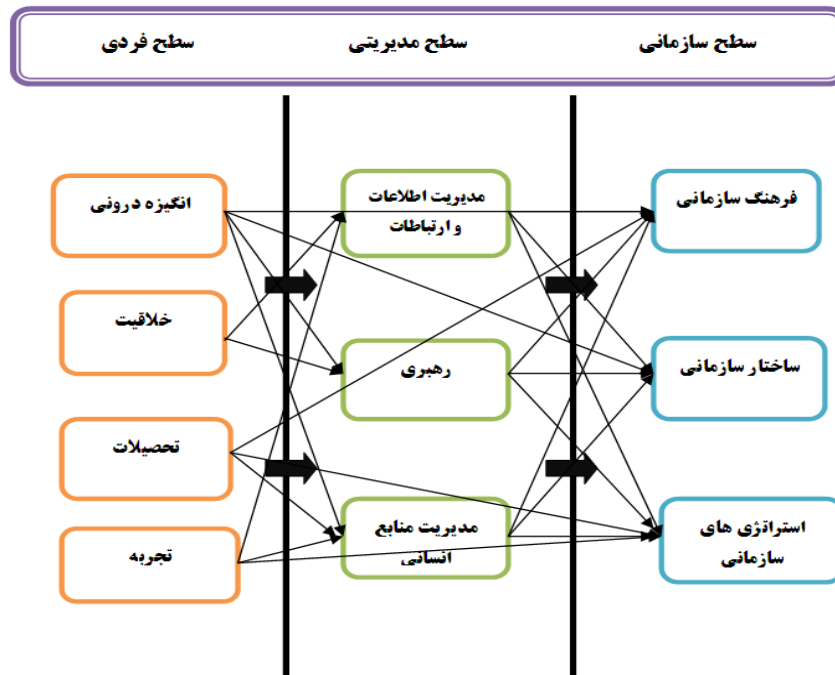 سطح فردی
سطح مدیریتی
سطح سازمانی
انگیزه درونی
مدیریت اطلاعات
و ارتباطات
فرهنگ سازمانی
خلاقیت
رهبری
ساختار سازمانی
تحصیلات
مدیریت منابع
انسانی
استراتژی های
سازمانی
تجربه